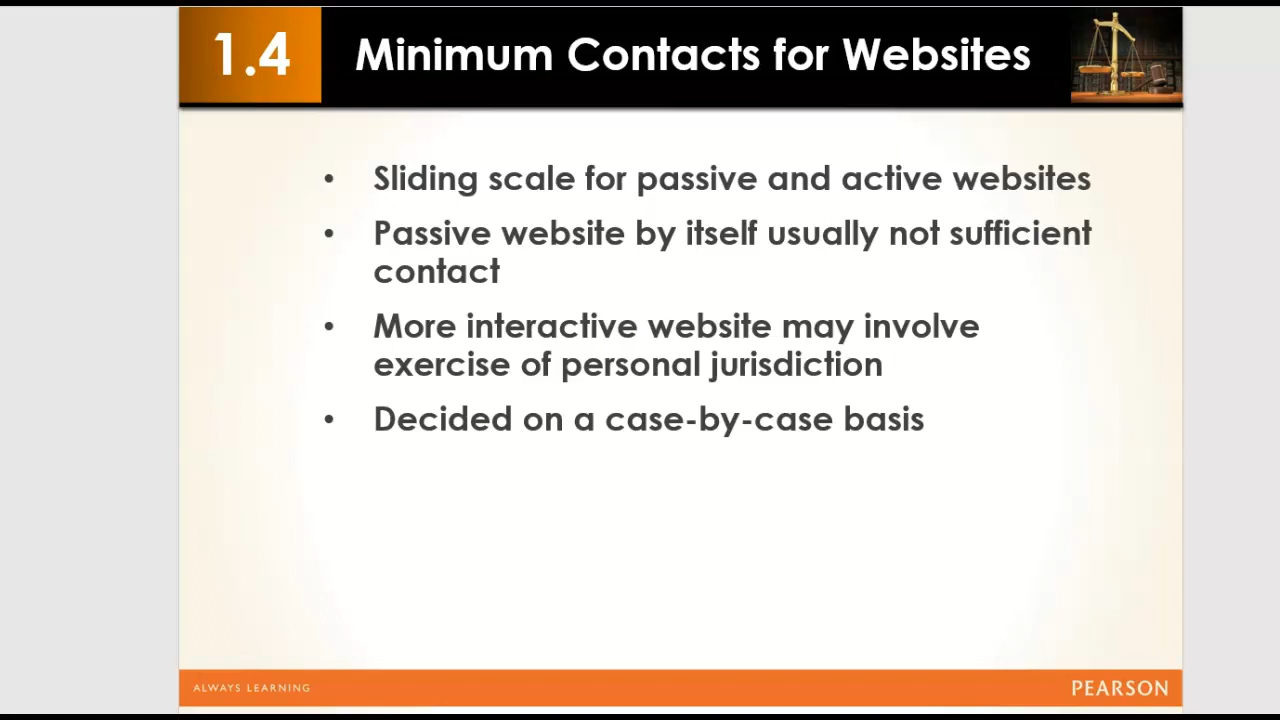 1.4 Minimum Contacts for Websites
• Sliding scale for passive and active websites
• Passive website by itself usually not sufficient
contact
• More interactive website may involve
exercise of personal jurisdiction
• Decided on a case-by-case basis
ALWAYS LEARNING PEARSON